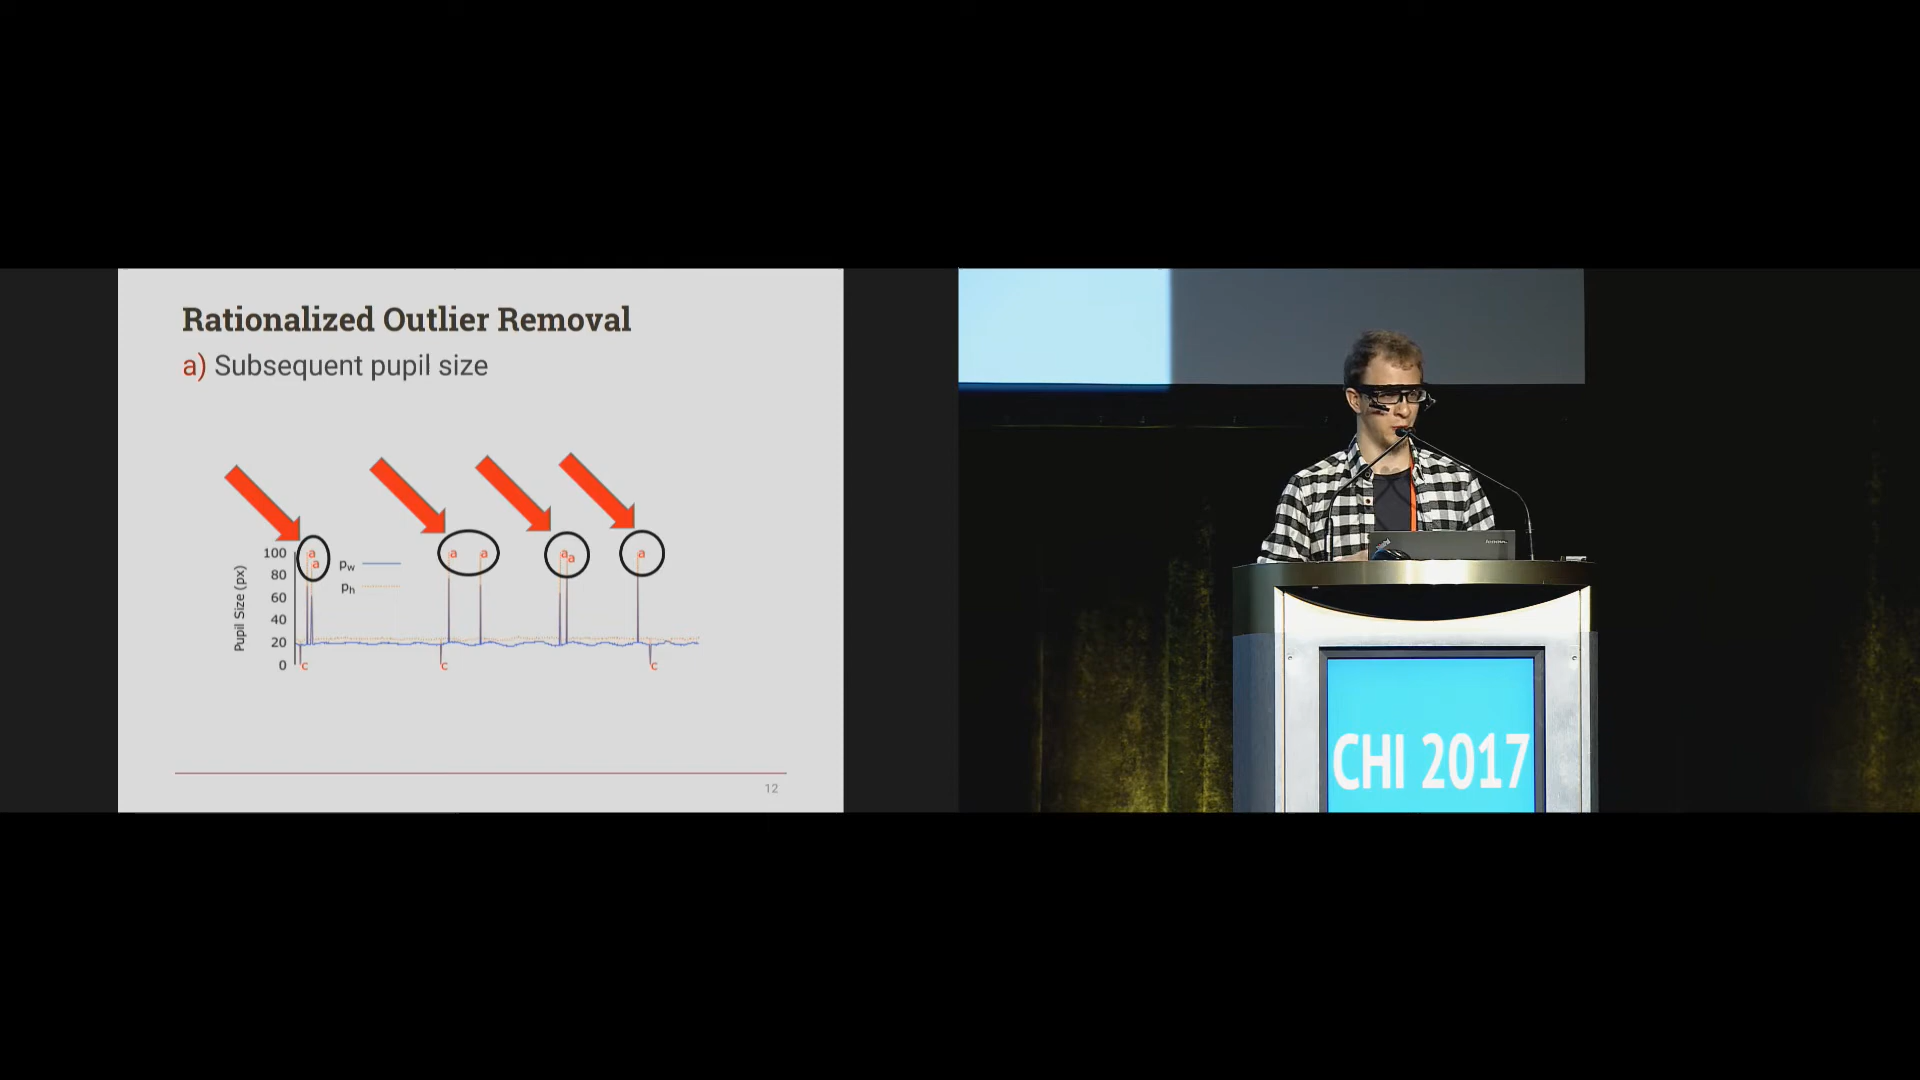 Rationalized Outlier Removal
a) Subsequent pupil size
a
a
a
a
a
a
a
Pupil Size (px)
100
80
60
40
20
0
pw
ph
c
c
c
12
CHI 2017